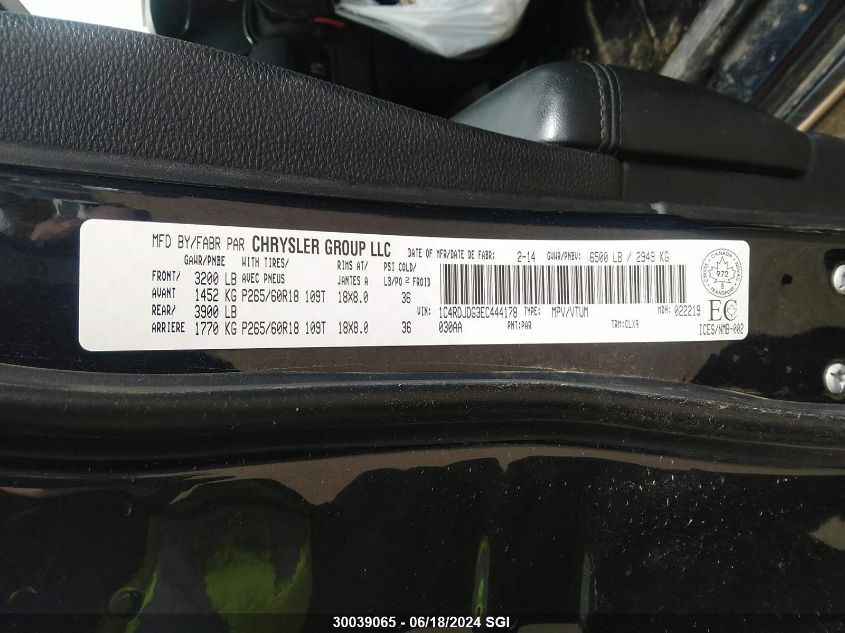 MFD BY/FABR PAR CHRYSLER GROUP LLC DATE OF MFR/DATE DE FABR: 2-14 GVWR/PNBV: 6500 LB / 2949 KG
GAWR/PNBE WITH TIRES/ RIMS AT/ PSI COLD/
FRONT/ 3200 LB AVEC PNEUS JANTES A LB/PO 2 FROID
AVANT 1452 KG P265/60R18 109T 18X8.0 36
REAR/ 3900 LB
ARRIERE 1770 KG P265/60R18 109T 18X8.0 36
VIN: 1C4RDJDG3EC444178 TYPE: MPV/VTUM MDH: 022219
030AA PNT:PAR TRM:CLX9
CANADA
972
EC
ICES/NMB-002
30039065 - 06/18/2024 SGI